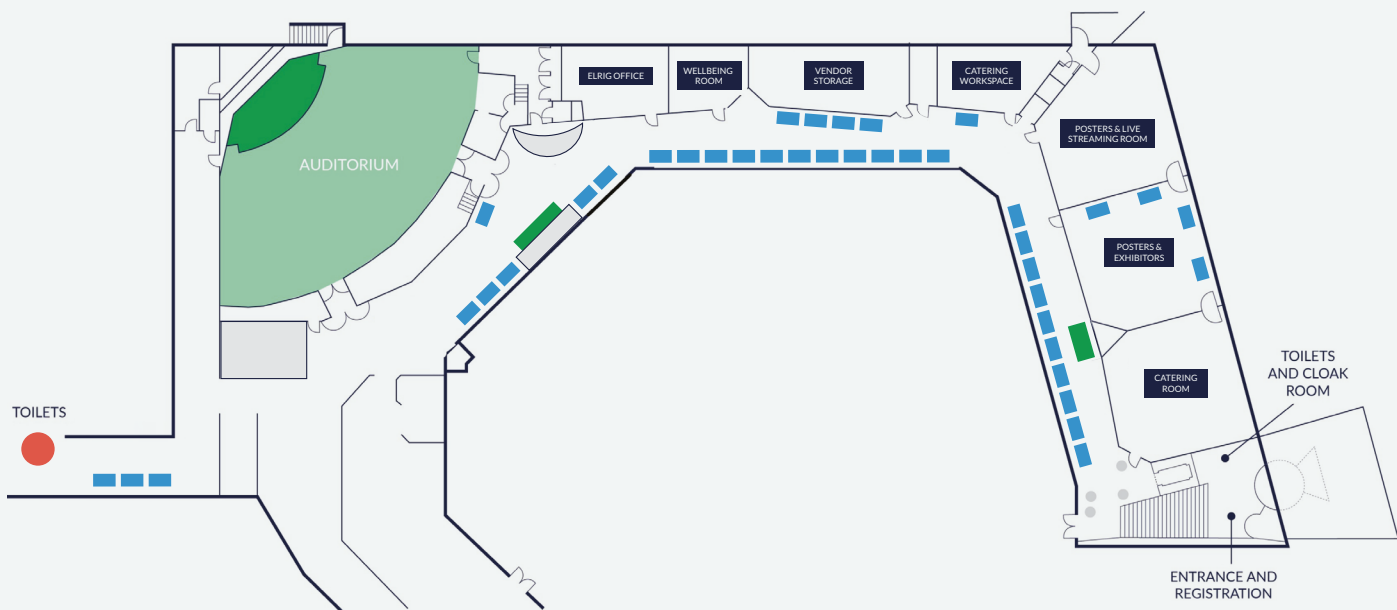 ELRIG OFFICE
WELLBEING
ROOM
VENDOR
STORAGE
CATERING
WORKSPACE
POSTERS & LIVE
STREAMING ROOM
AUDITORIUM
POSTERS &
EXHIBITORS
CATERING
ROOM
TOILETS
AND CLOAK
ROOM
TOILETS
ENTRANCE AND
REGISTRATION